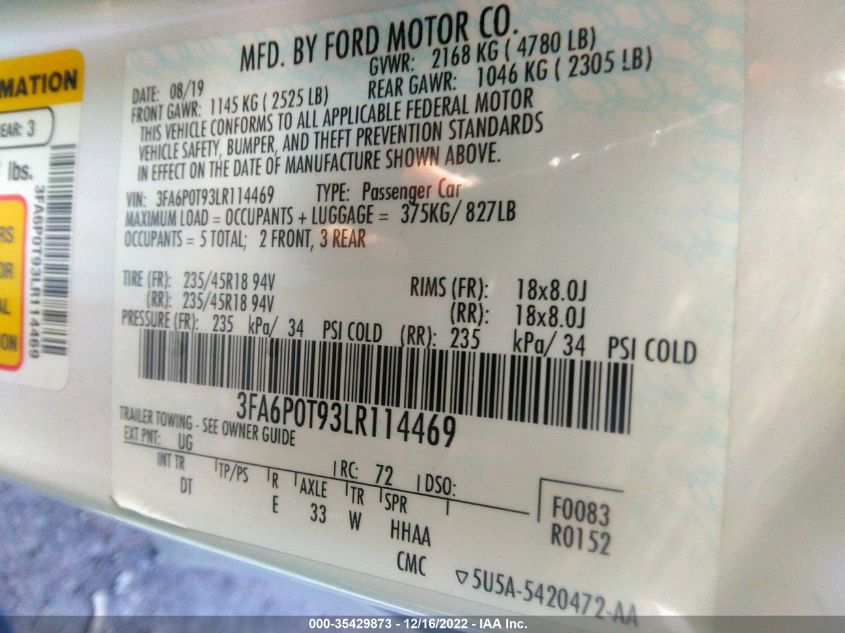 MFD. BY FORD MOTOR CO.
DATE: 08/19 GVWR: 2168 KG ( 4780 LB)
FRONT GAWR: 1145 KG ( 2525 LB) REAR GAWR: 1046 KG ( 2305 LB)
THIS VEHICLE CONFORMS TO ALL APPLICABLE FEDERAL MOTOR
VEHICLE SAFETY, BUMPER, AND THEFT PREVENTION STANDARDS
IN EFFECT ON THE DATE OF MANUFACTURE SHOWN ABOVE.
VIN: 3FA6P0T93LR114469 TYPE: Passenger Car
MAXIMUM LOAD = OCCUPANTS + LUGGAGE = 375KG/ 827LB
OCCUPANTS = 5 TOTAL; 2 FRONT, 3 REAR
TIRE (FR): 235/45R18 94V RIMS (FR): 18x8.0J
(RR): 235/45R18 94V (RR): 18x8.0J
PRESSURE (FR): 235 kPa/ 34 PSI COLD (RR): 235 kPa/ 34 PSI COLD
3FA6P0T93LR114469
TRAILER TOWING - SEE OWNER GUIDE
EXT PNT: UG RC: 72 DSO:
INT TR TP/PS R AXLE TR SPR
DT E 33 W HHAA
CMC
F0083
R0152
5U5A-5420472-AA
MATION
EAR: 3
lbs.
RS
OR
AL
ION
3FA6P0T93LR114469
000-35429873 - 12/16/2022 - IAA Inc.